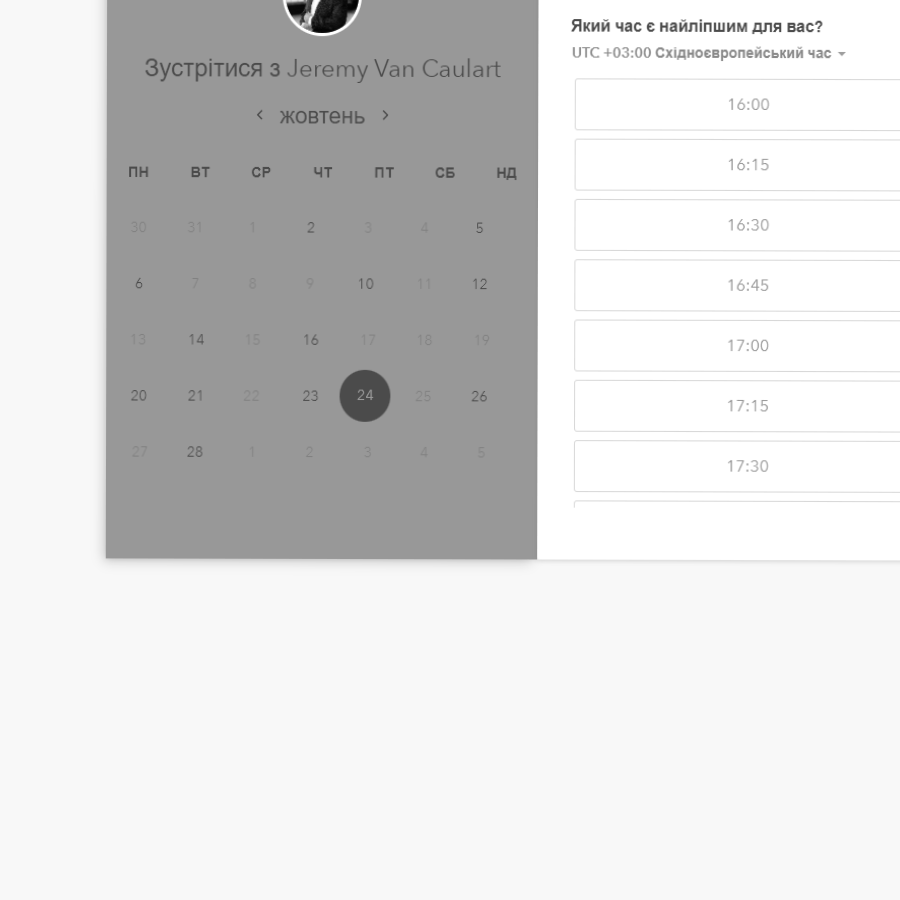 Зустрітися з Jeremy Van Caulart
‹ жовтень ›
ПН ВТ СР ЧТ ПТ СБ НД
30 31 1 2 3 4 5
6 7 8 9 10 11 12
13 14 15 16 17 18 19
20 21 22 23 24 25 26
27 28 1 2 3 4 5
Який час є найліпшим для вас?
UTC +03:00 Східноєвропейський час
16:00
16:15
16:30
16:45
17:00
17:15
17:30